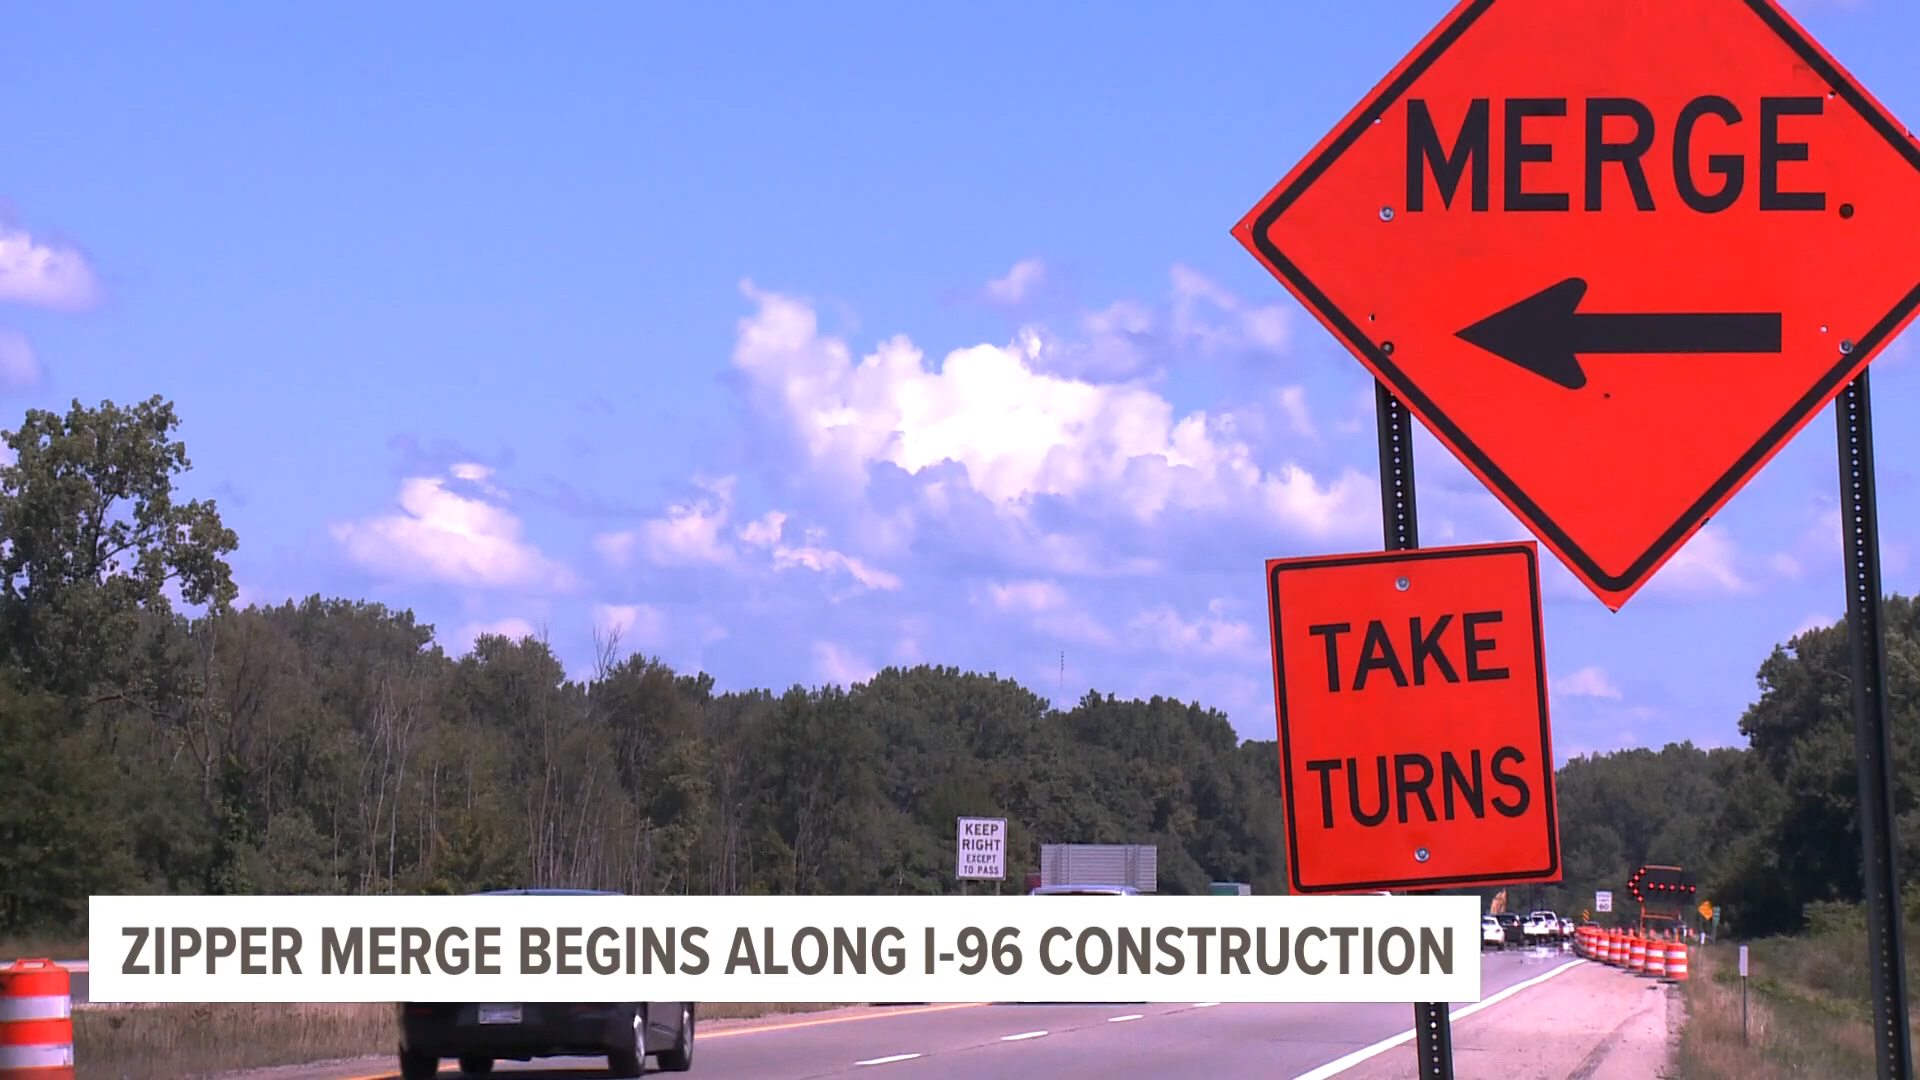 MERGE
TAKE
TURNS
KEEP
RIGHT
EXCEPT
TO PASS
ZIPPER MERGE BEGINS ALONG I-96 CONSTRUCTION